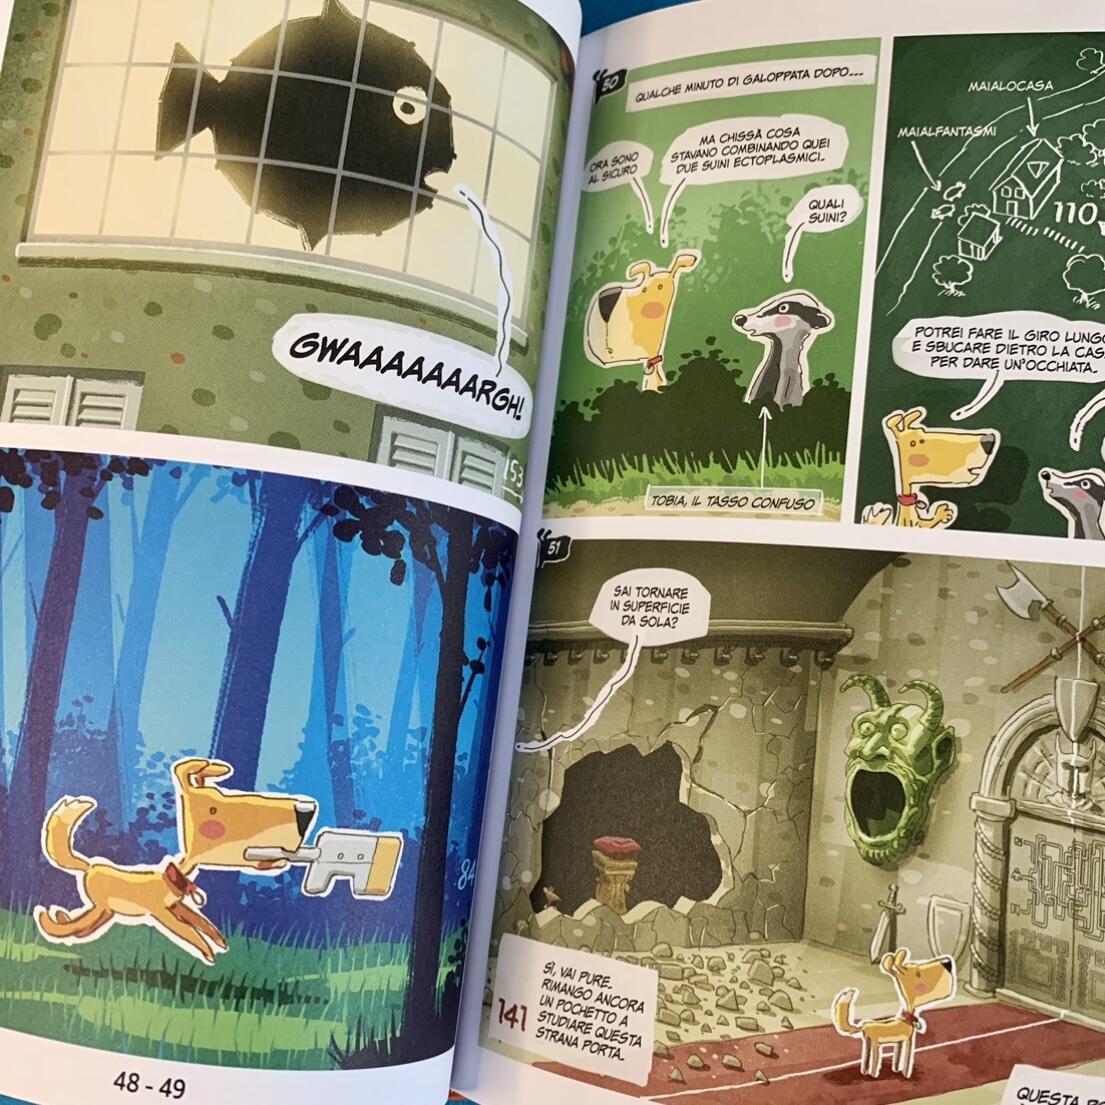 GWAAAAAAARGH!
53
84
48 - 49
50
QUALCHE MINUTO DI GALOPPATA DOPO...
ORA SONO
AL SICURO
MA CHISSÀ COSA
STAVANO COMBINANDO QUEI
DUE SUINI ECTOPLASMICI.
QUALI
SUINI?
TOBIA, IL TASSO CONFUSO
MAIALOCASA
MAIALFANTASMI
110
POTREI FARE IL GIRO LUNGO
E SBUCARE DIETRO LA CASA
PER DARE UN'OCCHIATA.
51
SAI TORNARE
IN SUPERFICIE
DA SOLA?
SÌ, VAI PURE.
RIMANGO ANCORA
UN POCHETTO A
STUDIARE QUESTA
STRANA PORTA.
141
QUESTA